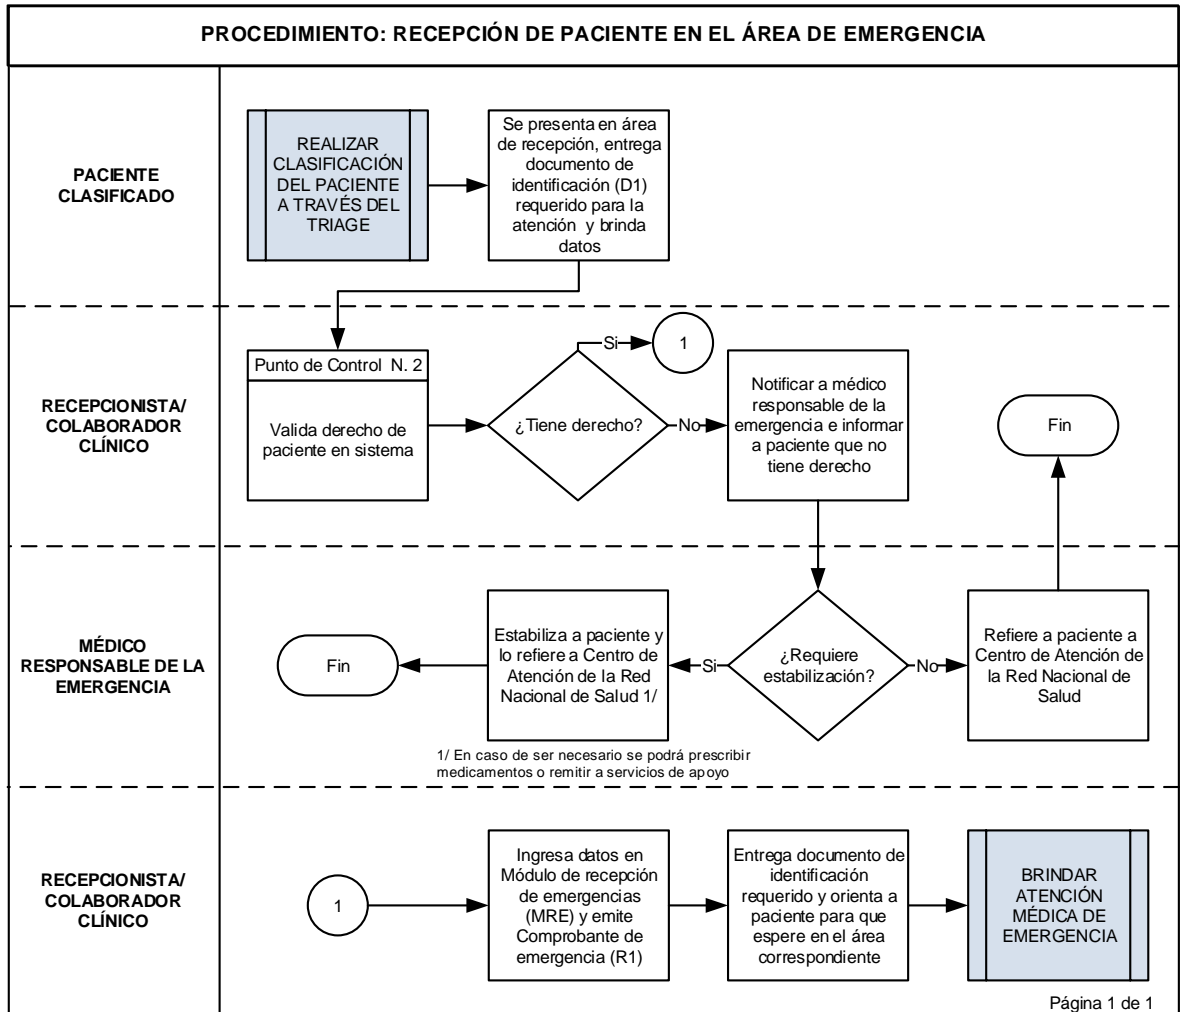 PROCEDIMIENTO: RECEPCIÓN DE PACIENTE EN EL ÁREA DE EMERGENCIA
PACIENTE
CLASIFICADO
REALIZAR
CLASIFICACIÓN
DEL PACIENTE
A TRAVÉS DEL
TRIAGE
Se presenta en área
de recepción, entrega
documento de
identificación (D1)
requerido para la
atención y brinda
datos
RECEPCIONISTA/
COLABORADOR
CLÍNICO
Punto de Control N. 2
Valida derecho de
paciente en sistema
¿Tiene derecho?
Si
1
No
Notificar a médico
responsable de la
emergencia e informar
a paciente que no
tiene derecho
Fin
MÉDICO
RESPONSABLE DE LA
EMERGENCIA
Fin
Estabiliza a paciente y
lo refiere a Centro de
Atención de la Red
Nacional de Salud 1/
Si
¿Requiere
estabilización?
No
Refiere a paciente a
Centro de Atención de
la Red Nacional de
Salud
1/ En caso de ser necesario se podrá prescribir
medicamentos o remitir a servicios de apoyo
RECEPCIONISTA/
COLABORADOR
CLÍNICO
1
Ingresa datos en
Módulo de recepción
de emergencias
(MRE) y emite
Comprobante de
emergencia (R1)
Entrega documento de
identificación
requerido y orienta a
paciente para que
espere en el área
correspondiente
BRINDAR
ATENCIÓN
MÉDICA DE
EMERGENCIA
Página 1 de 1